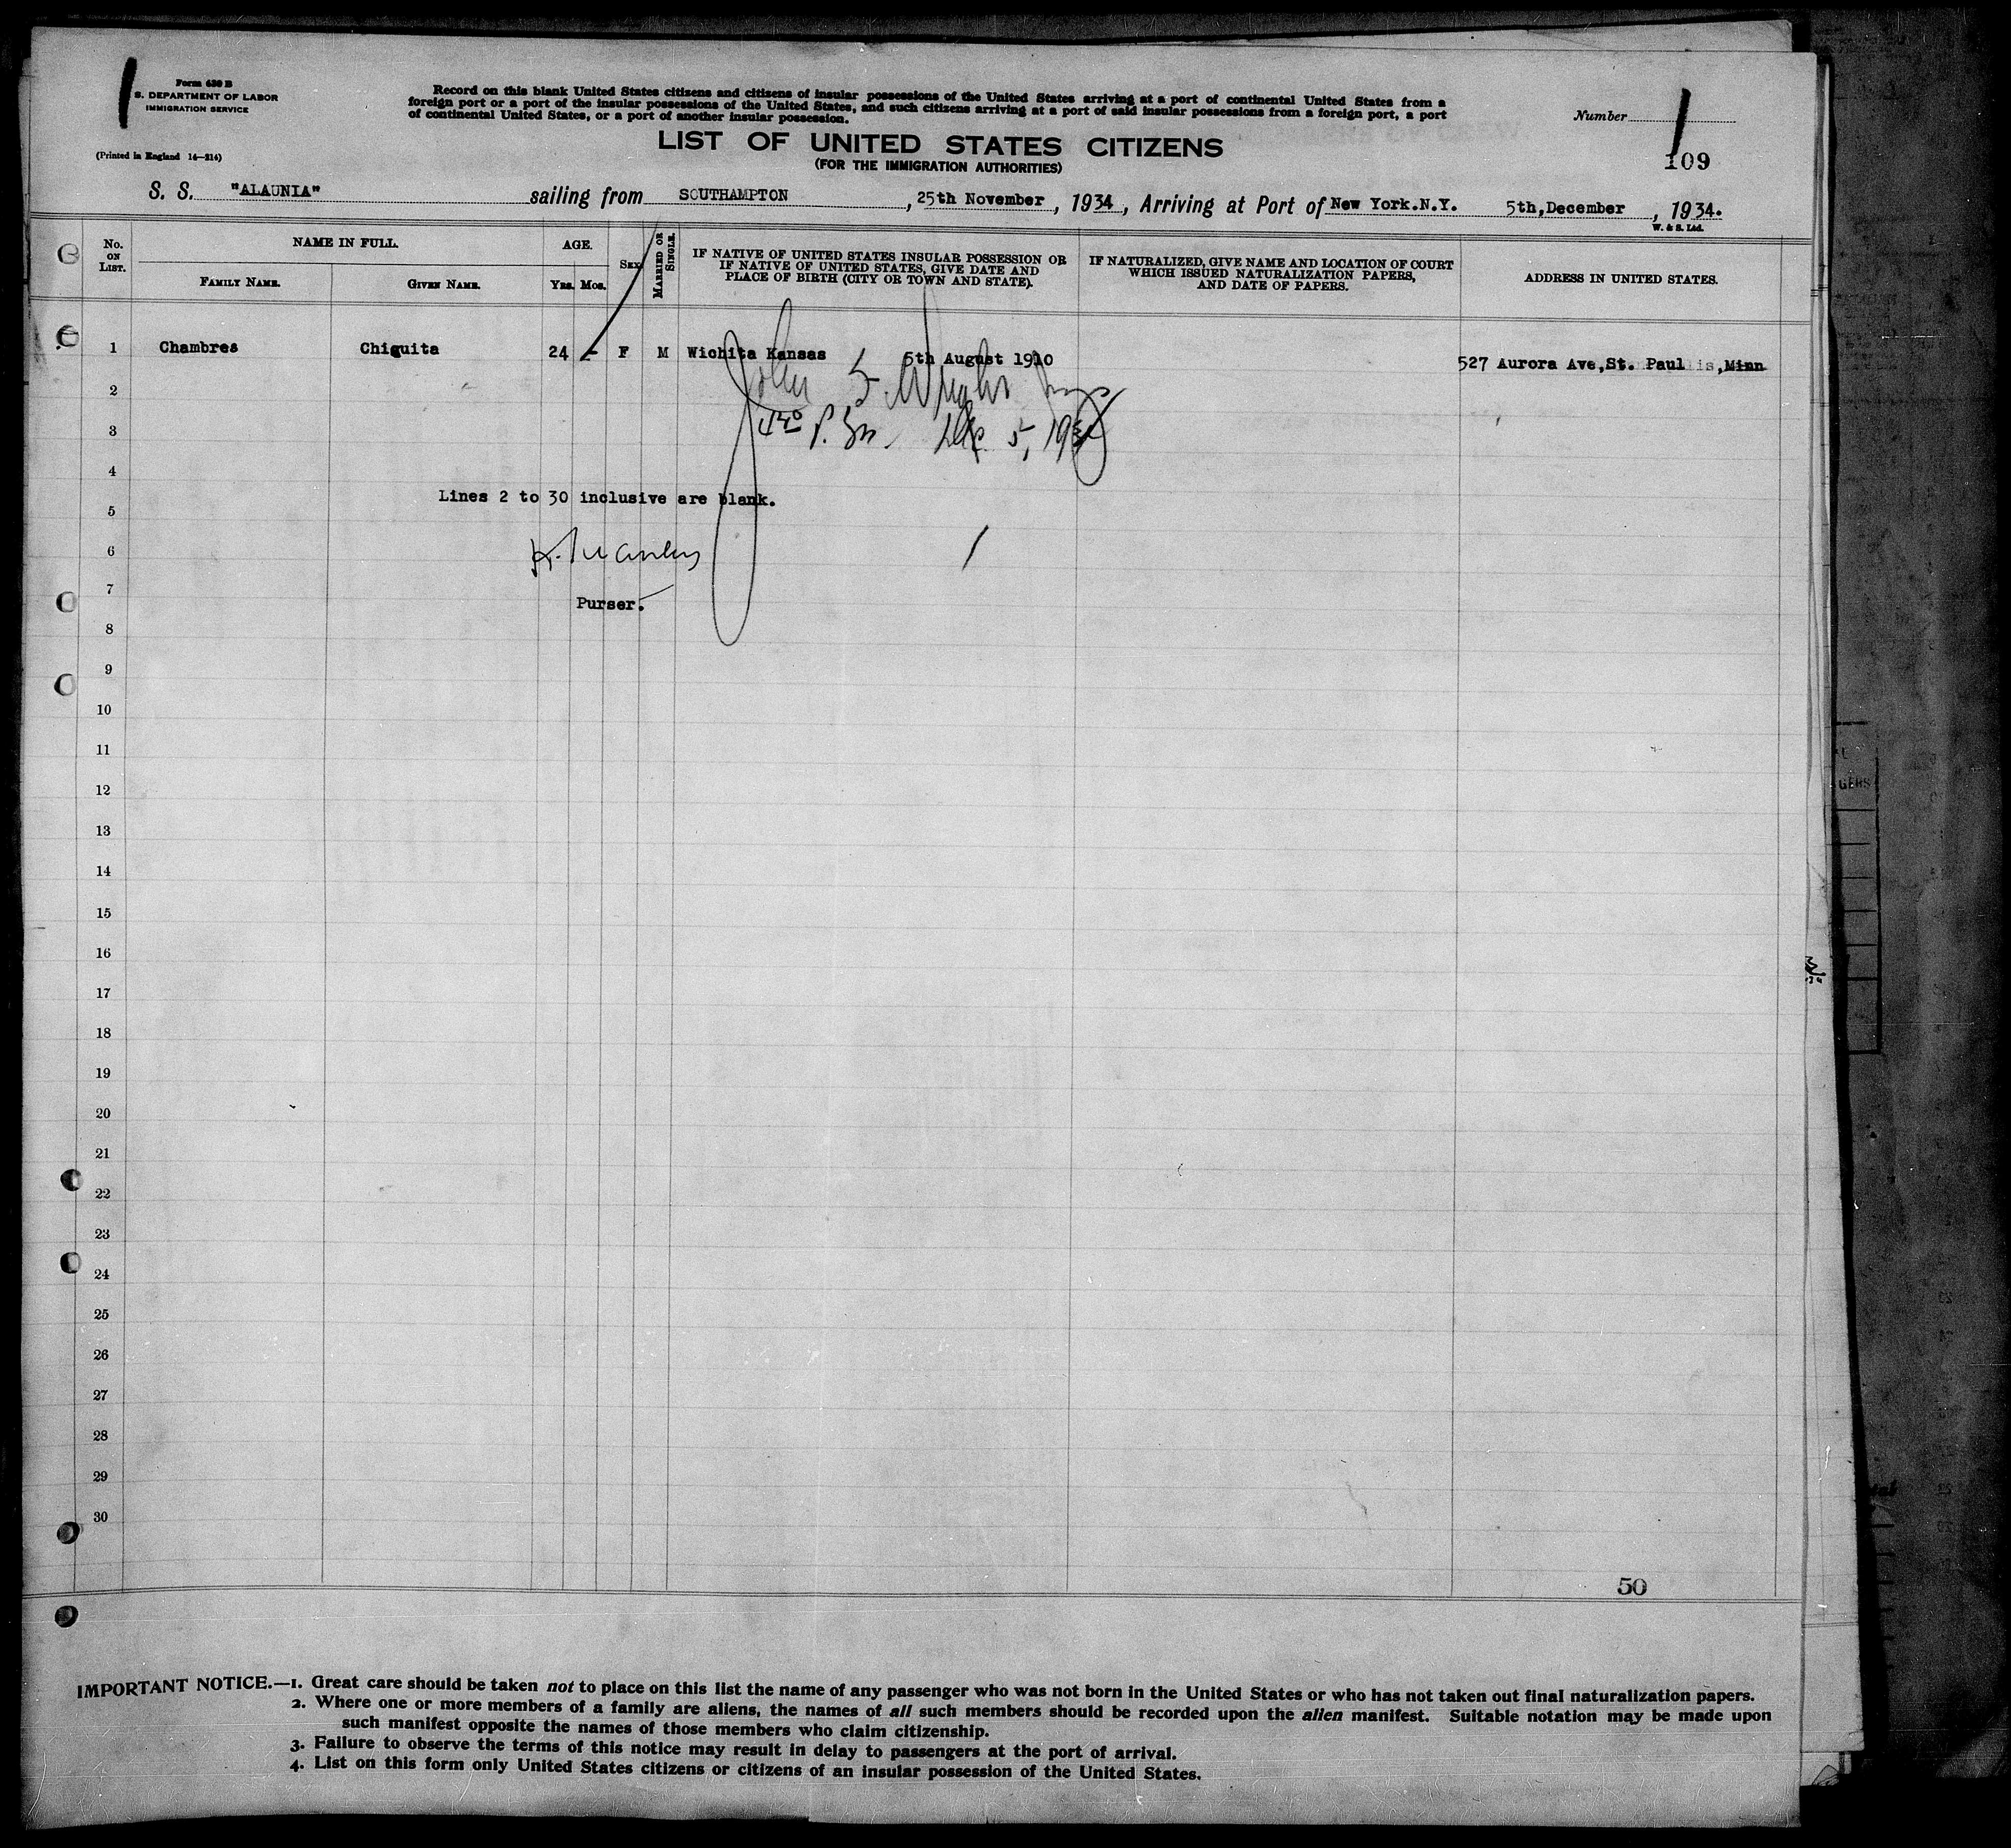 Form 630 B
S. DEPARTMENT OF LABOR
IMMIGRATION SERVICE
(Printed in England 14—214)
Record on this blank United States citizens and citizens of insular possessions of the United States arriving at a port of continental United States from a
foreign port or a port of the insular possessions of the United States, and such citizens arriving at a port of said insular possessions from a foreign port, a port
of continental United States, or a port of another insular possession.
Number
109
LIST OF UNITED STATES CITIZENS
(FOR THE IMMIGRATION AUTHORITIES)
S. S. "ALAUNIA" sailing from SOUTHAMPTON, 25th November, 1934, Arriving at Port of New York.N.Y. 5th,December, 1934.
W. & S. Ltd.
No. ON LIST.
NAME IN FULL.
FAMILY NAME.
GIVEN NAME.
AGE.
YRS. MOS.
SEX
MARRIED OR SINGLE.
IF NATIVE OF UNITED STATES INSULAR POSSESSION OR
IF NATIVE OF UNITED STATES, GIVE DATE AND
PLACE OF BIRTH (CITY OR TOWN AND STATE).
IF NATURALIZED, GIVE NAME AND LOCATION OF COURT
WHICH ISSUED NATURALIZATION PAPERS,
AND DATE OF PAPERS.
ADDRESS IN UNITED STATES.
1 Chambres Chiquita 24 - F M Wichita Kansas 5th August 1910 527 Aurora Ave,St. Paul is,Minn
John S. Wright
2
4 40 P.M. Dec. 5, 1934
3
4
Lines 2 to 30 inclusive are blank.
5
6
7
Purser.
8
9
10
11
12
13
14
15
16
17
18
19
20
21
22
23
24
25
26
27
28
29
30
50
IMPORTANT NOTICE.—1. Great care should be taken not to place on this list the name of any passenger who was not born in the United States or who has not taken out final naturalization papers.
2. Where one or more members of a family are aliens, the names of all such members should be recorded upon the alien manifest. Suitable notation may be made upon
such manifest opposite the names of those members who claim citizenship.
3. Failure to observe the terms of this notice may result in delay to passengers at the port of arrival.
4. List on this form only United States citizens or citizens of an insular possession of the United States.